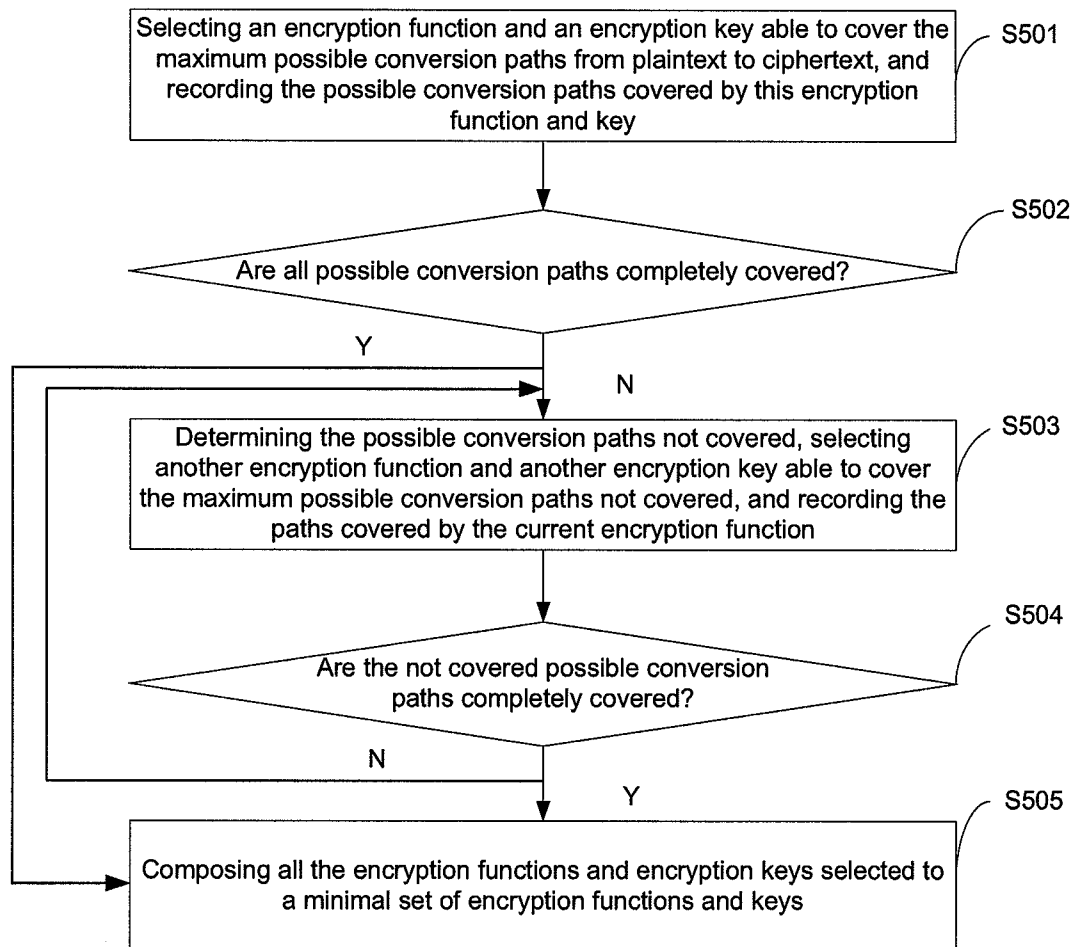 Selecting an encryption function and an encryption key able to cover the
maximum possible conversion paths from plaintext to ciphertext, and
recording the possible conversion paths covered by this encryption
function and key
S501
S502
Are all possible conversion paths completely covered?
Y
N
S503
Determining the possible conversion paths not covered, selecting
another encryption function and another encryption key able to cover
the maximum possible conversion paths not covered, and recording the
paths covered by the current encryption function
S504
Are the not covered possible conversion
paths completely covered?
N
Y
S505
Composing all the encryption functions and encryption keys selected to
a minimal set of encryption functions and keys